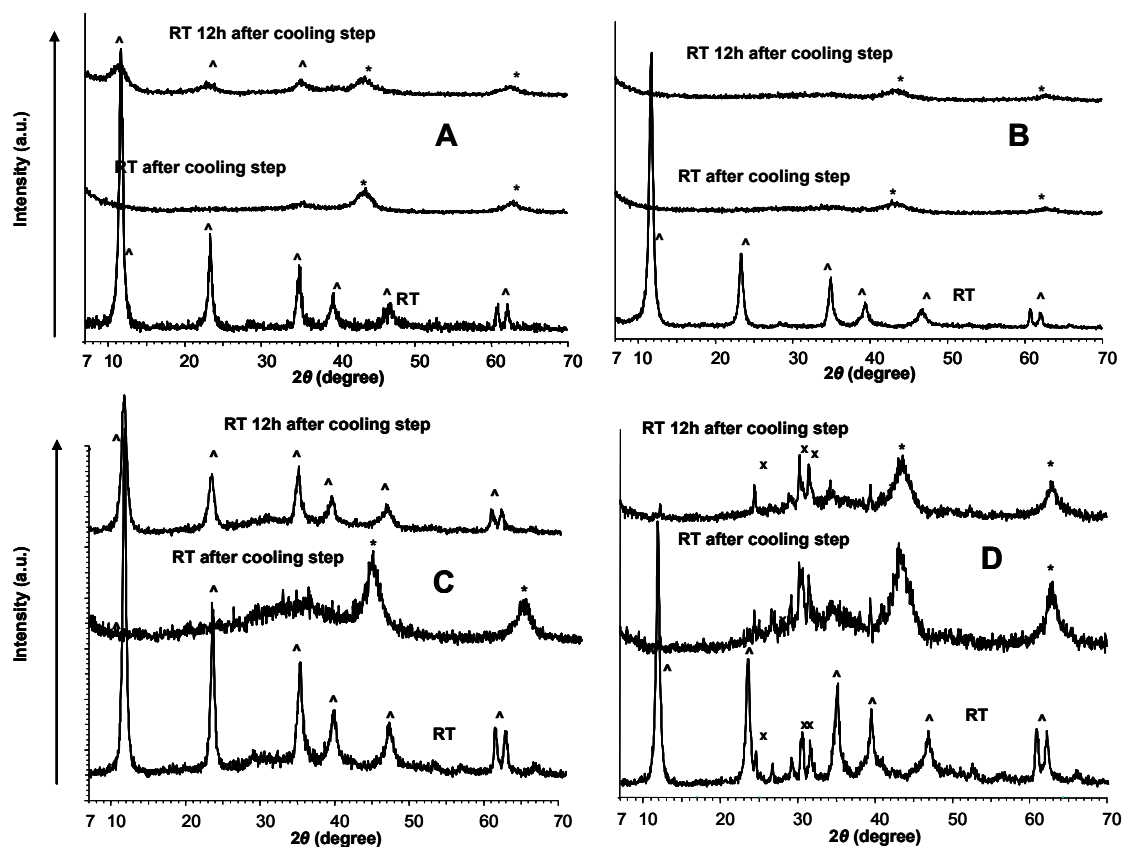 RT 12h after cooling step
^ ^ ^ * *
A
RT after cooling step
* *
^ ^ ^ ^ ^ ^
RT
Intensity (a.u.)
7 10 20 30 40 50 60 70
2θ (degree)
RT 12h after cooling step
* *
B
RT after cooling step
* *
^ ^ ^ ^ ^ ^
RT
7 10 20 30 40 50 60 70
2θ (degree)
RT 12h after cooling step
^ ^ ^ ^ ^ ^
RT after cooling step
* *
C
^ ^ ^ ^ ^
RT
Intensity (a.u.)
7 10 20 30 40 50 60 70
2θ (degree)
RT 12h after cooling step
x x x * *
RT after cooling step
*
D
^ ^ ^ ^ ^ ^
x xx
RT
7 10 20 30 40 50 60 70
2θ (degree)